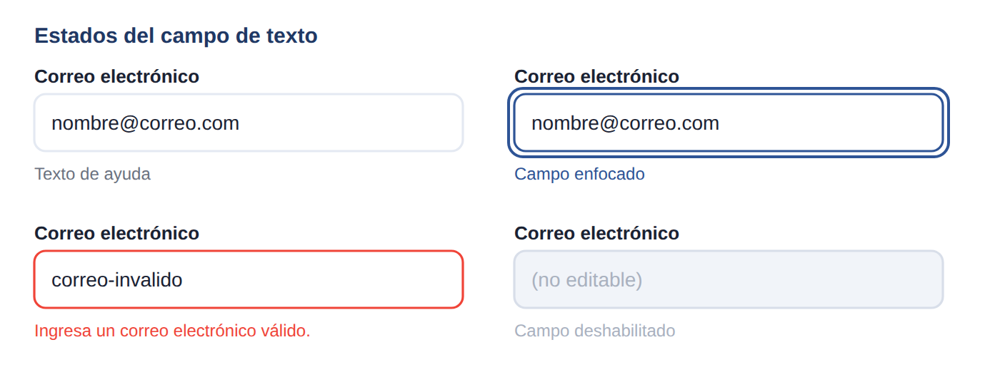 Estados del campo de texto
Correo electrónico
nombre@correo.com
Texto de ayuda
Correo electrónico
nombre@correo.com
Campo enfocado
Correo electrónico
correo-invalido
Ingresa un correo electrónico válido.
Correo electrónico
(no editable)
Campo deshabilitado